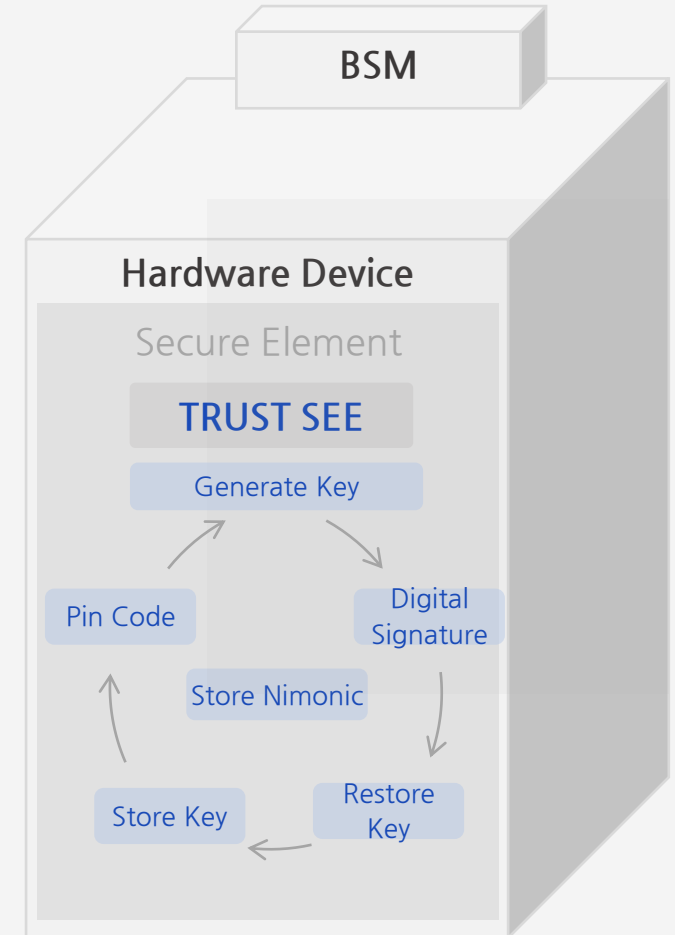 BSM
Hardware Device
Secure Element
TRUST SEE
Generate Key
Pin Code
Digital
Signature
Store Nimonic
Store Key
Restore
Key